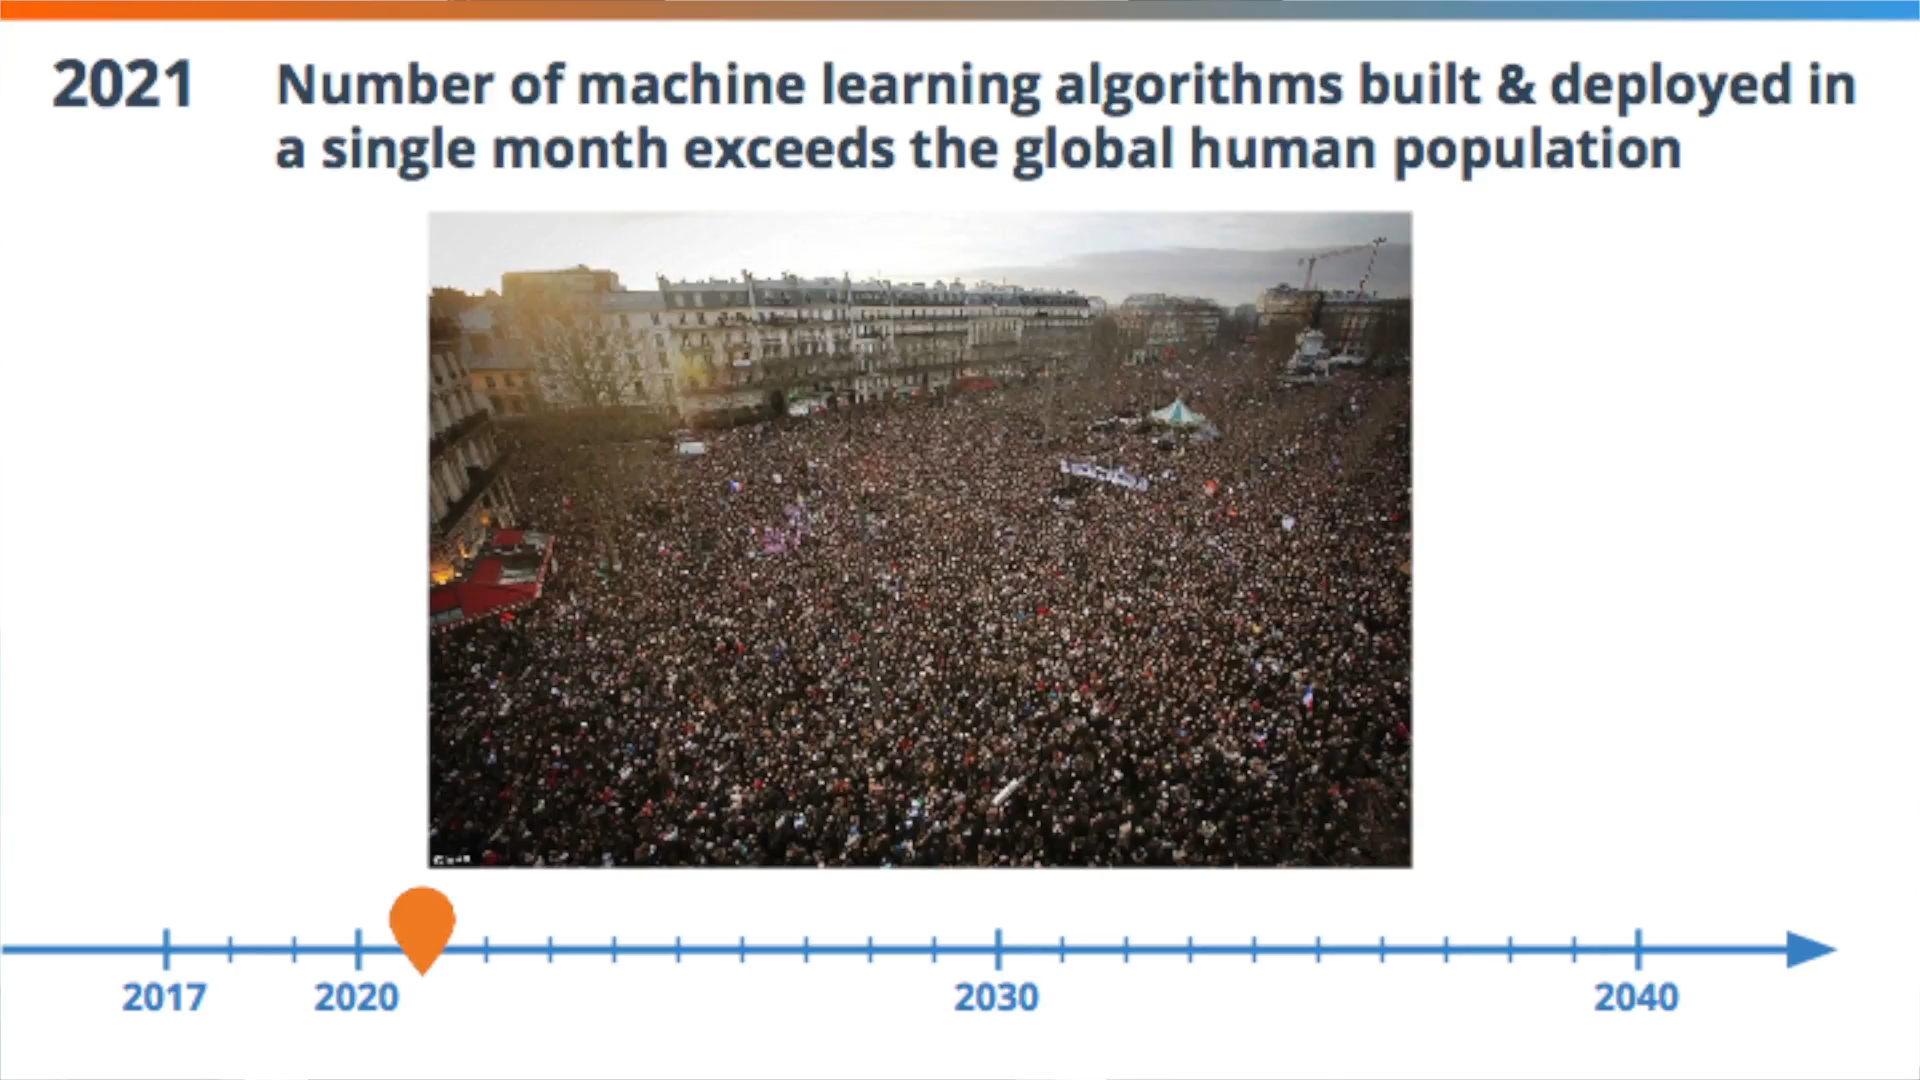 2021
Number of machine learning algorithms built & deployed in
a single month exceeds the global human population
2017
2020
2030
2040